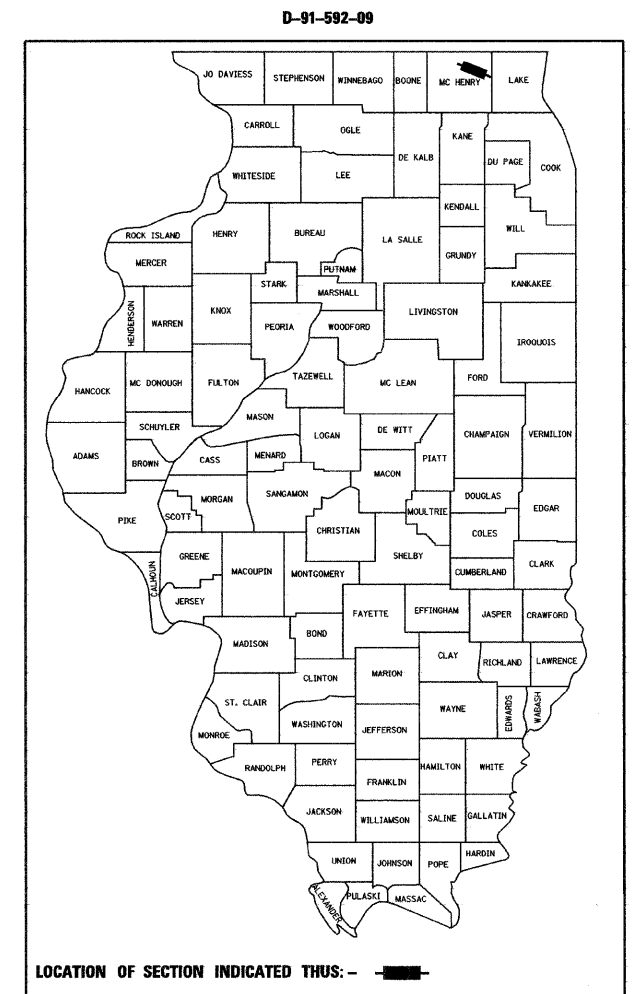 D-91-592-09
JO DAVIESS
STEPHENSON
WINNEBAGO
BOONE
MC HENRY
LAKE
CARROLL
OGLE
DE KALB
KANE
DU PAGE
COOK
WHITESIDE
LEE
KENDALL
WILL
ROCK ISLAND
HENRY
BUREAU
LA SALLE
GRUNDY
MERCER
PUTNAM
KANKAKEE
STARK
MARSHALL
HENDERSON
WARREN
KNOX
PEORIA
WOODFORD
LIVINGSTON
IROQUOIS
HANCOCK
MC DONOUGH
FULTON
TAZEWELL
MC LEAN
FORD
MASON
SCHUYLER
LOGAN
DE WITT
CHAMPAIGN
VERMILION
ADAMS
BROWN
CASS
MENARD
MACON
PIATT
MORGAN
SANGAMON
DOUGLAS
PIKE
SCOTT
CHRISTIAN
MOULTRIE
EDGAR
COLES
CALHOUN
GREENE
MACOUPIN
MONTGOMERY
SHELBY
CUMBERLAND
CLARK
JERSEY
FAYETTE
EFFINGHAM
JASPER
CRAWFORD
MADISON
BOND
CLAY
RICHLAND
LAWRENCE
CLINTON
MARION
ST. CLAIR
WAYNE
EDWARDS
WABASH
WASHINGTON
JEFFERSON
MONROE
RANDOLPH
PERRY
HAMILTON
WHITE
FRANKLIN
JACKSON
WILLIAMSON
SALINE
GALLATIN
UNION
JOHNSON
POPE
HARDIN
ALEXANDER
PULASKI
MASSAC
LOCATION OF SECTION INDICATED THUS: -